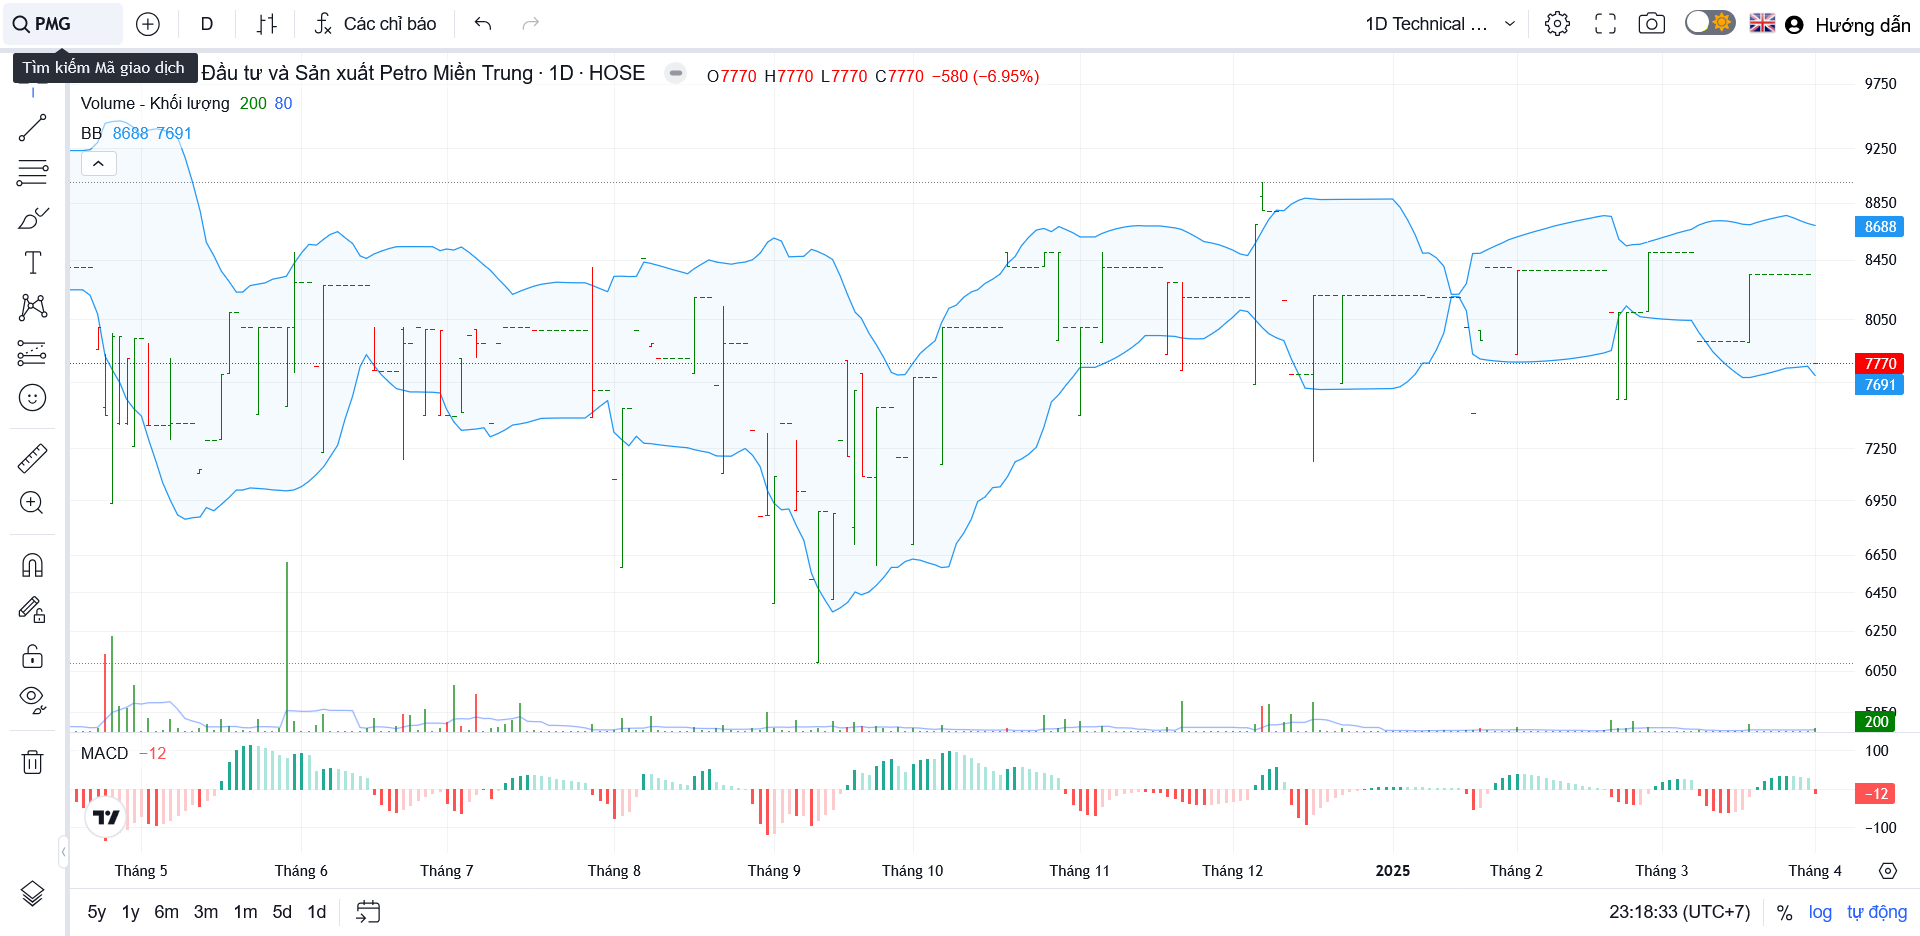 PMG
D
Các chỉ báo
1D Technical ...
Hướng dẫn
Tìm kiếm Mã giao dịch
Đầu tư và Sản xuất Petro Miền Trung · 1D · HOSE
O7770 H7770 L7770 C7770 −580 (−6.95%)
Volume - Khối lượng 200 80
BB 8688 7691
9750
9250
8850
8688
8450
8050
7770
7691
7250
6950
6650
6450
6250
6050
5850
200
MACD −12
100
−12
−100
Tháng 5 Tháng 6 Tháng 7 Tháng 8 Tháng 9 Tháng 10 Tháng 11 Tháng 12 2025 Tháng 2 Tháng 3 Tháng 4
5y 1y 6m 3m 1m 5d 1d
23:18:33 (UTC+7) % log tự động